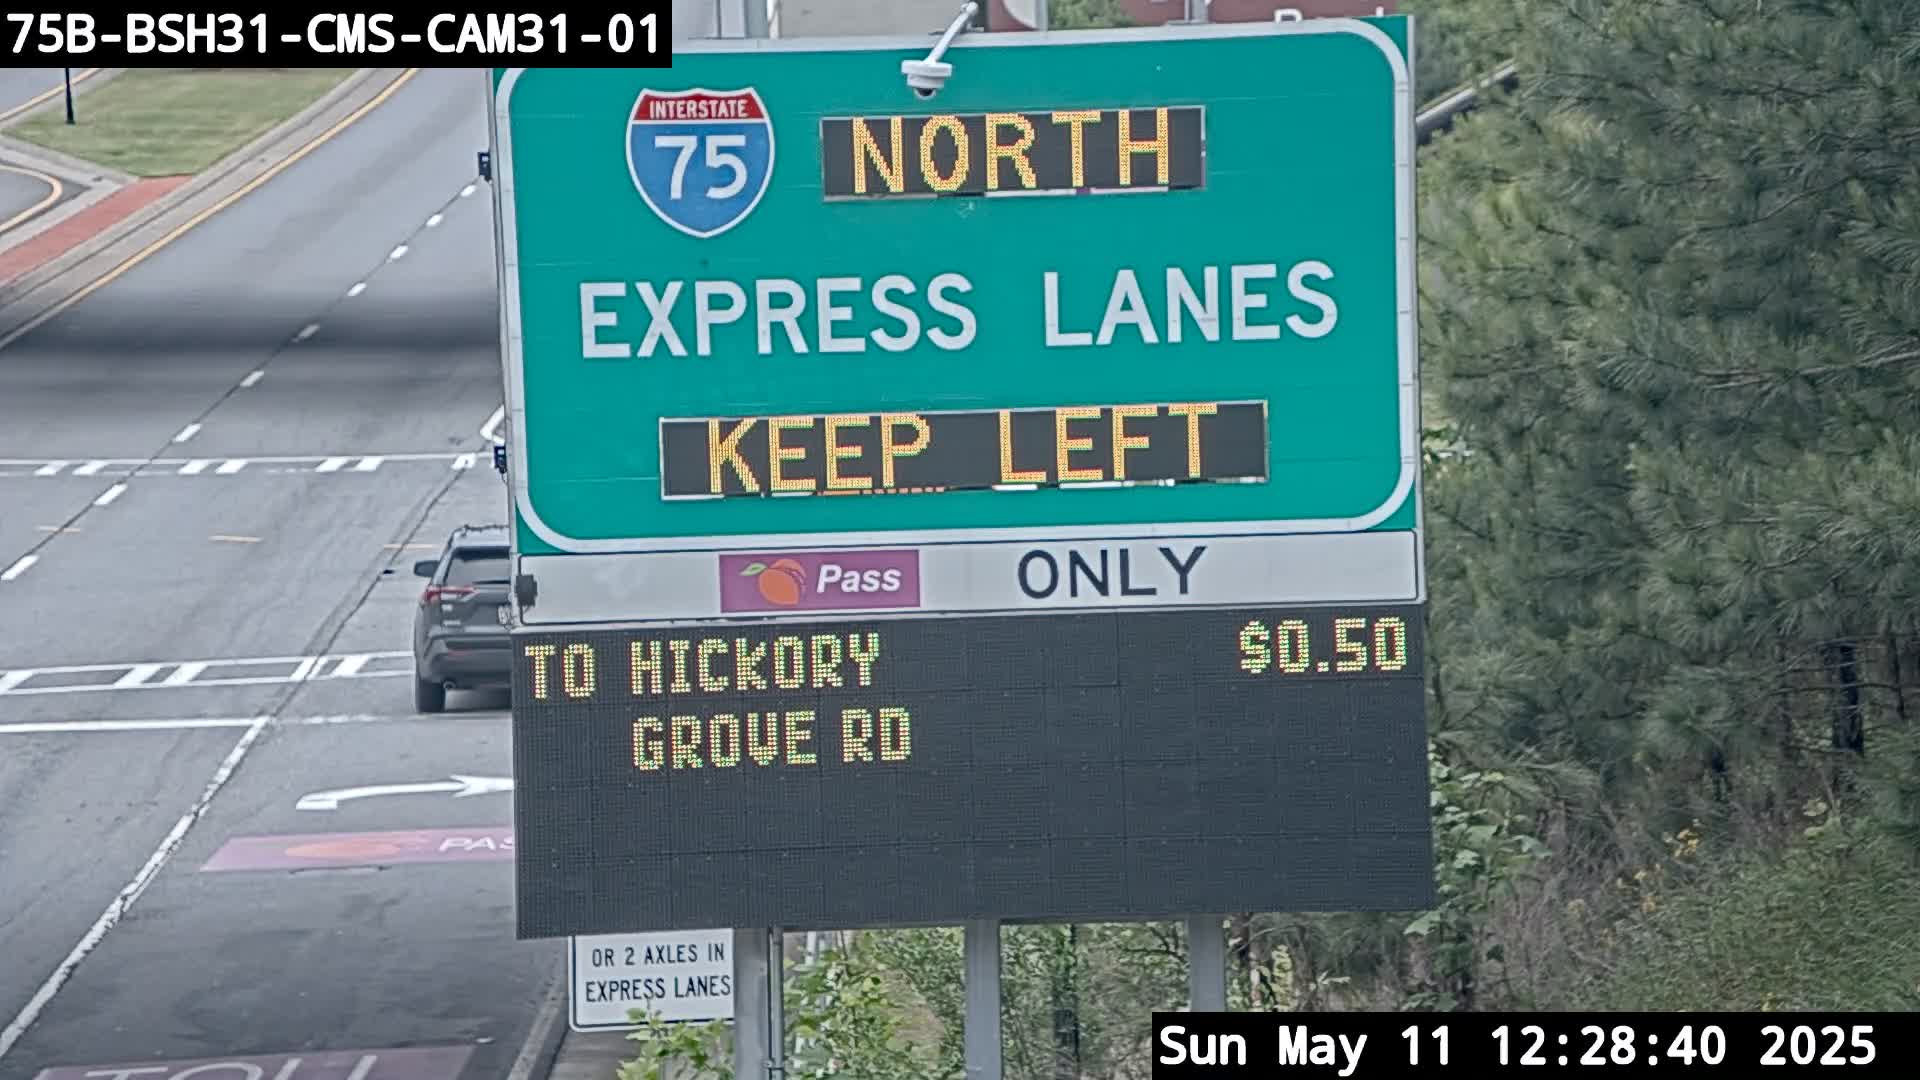 75B-BSH31-CMS-CAM31-01
INTERSTATE
75
NORTH
EXPRESS LANES
KEEP LEFT
Pass
ONLY
TO HICKORY $0.50
GROVE RD
OR 2 AXLES IN
EXPRESS LANES
TOLL
Sun May 11 12:28:40 2025